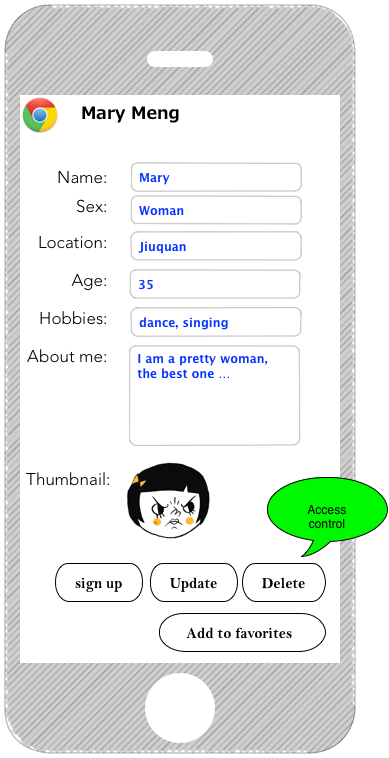 Mary Meng
Name: Mary
Sex: Woman
Location: Jiuquan
Age: 35
Hobbies: dance, singing
About me: I am a pretty woman,
the best one ...
Thumbnail:
Access
control
sign up Update Delete
Add to favorites